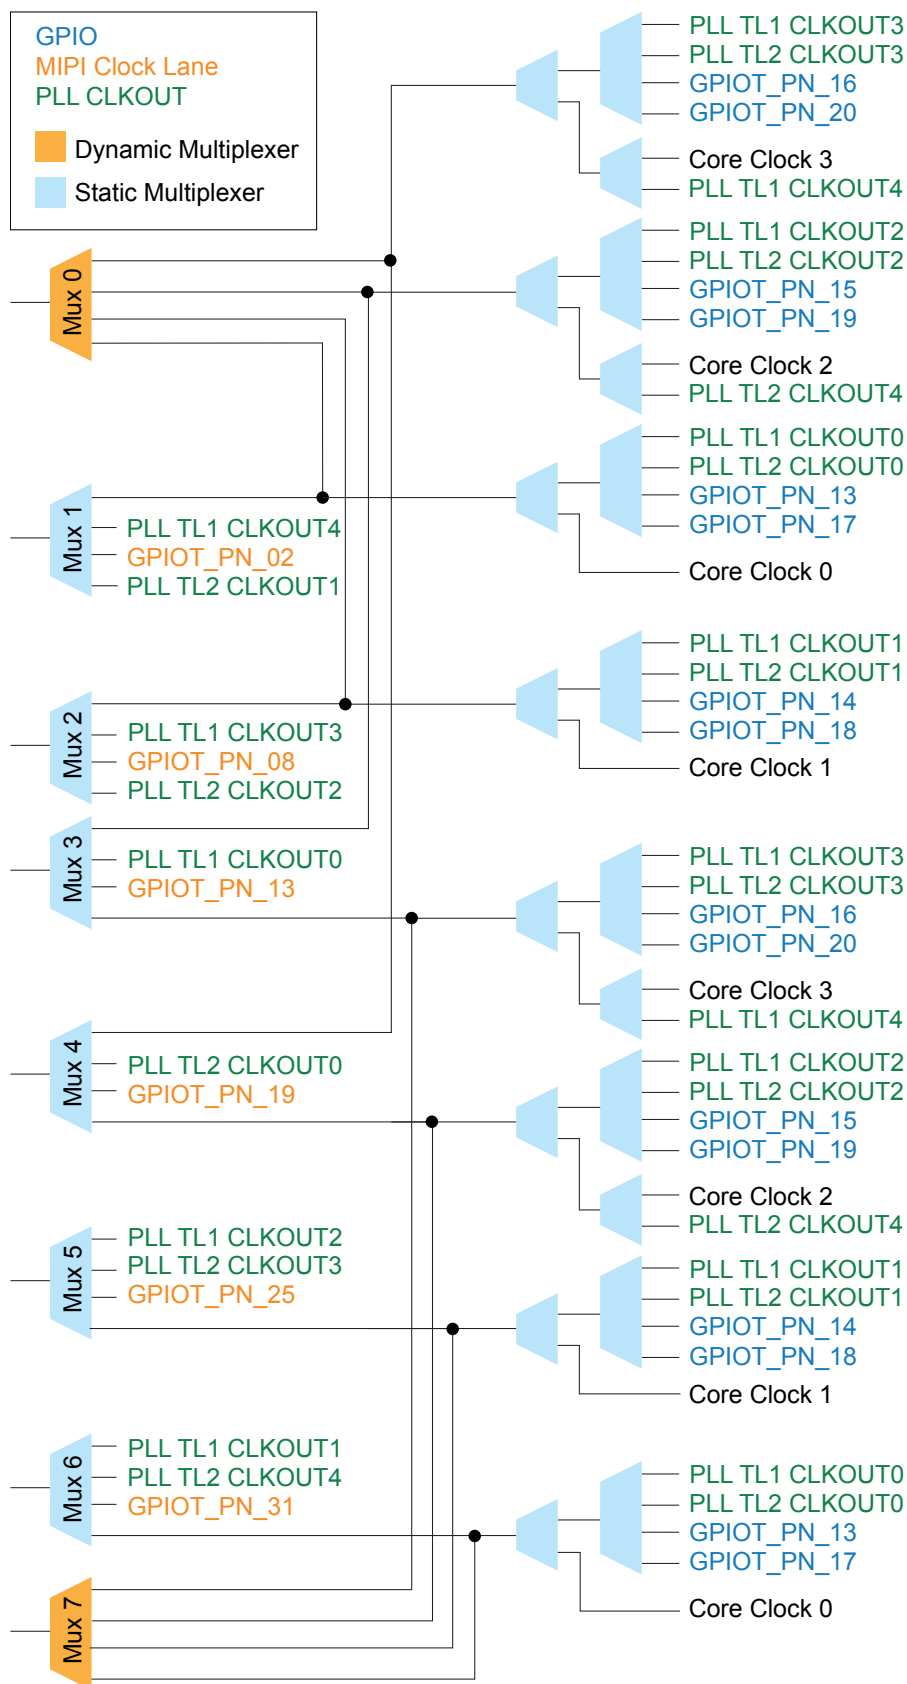 GPIO
MIPI Clock Lane
PLL CLKOUT
Dynamic Multiplexer
Static Multiplexer
Mux 0
Mux 1
PLL TL1 CLKOUT4
GPIOT_PN_02
PLL TL2 CLKOUT1
Mux 2
PLL TL1 CLKOUT3
GPIOT_PN_08
PLL TL2 CLKOUT2
Mux 3
PLL TL1 CLKOUT0
GPIOT_PN_13
Mux 4
PLL TL2 CLKOUT0
GPIOT_PN_19
Mux 5
PLL TL1 CLKOUT2
PLL TL2 CLKOUT3
GPIOT_PN_25
Mux 6
PLL TL1 CLKOUT1
PLL TL2 CLKOUT4
GPIOT_PN_31
Mux 7
PLL TL1 CLKOUT3
PLL TL2 CLKOUT3
GPIOT_PN_16
GPIOT_PN_20
Core Clock 3
PLL TL1 CLKOUT4
PLL TL1 CLKOUT2
PLL TL2 CLKOUT2
GPIOT_PN_15
GPIOT_PN_19
Core Clock 2
PLL TL2 CLKOUT4
PLL TL1 CLKOUT0
PLL TL2 CLKOUT0
GPIOT_PN_13
GPIOT_PN_17
Core Clock 0
PLL TL1 CLKOUT1
PLL TL2 CLKOUT1
GPIOT_PN_14
GPIOT_PN_18
Core Clock 1
PLL TL1 CLKOUT3
PLL TL2 CLKOUT3
GPIOT_PN_16
GPIOT_PN_20
Core Clock 3
PLL TL1 CLKOUT4
PLL TL1 CLKOUT2
PLL TL2 CLKOUT2
GPIOT_PN_15
GPIOT_PN_19
Core Clock 2
PLL TL2 CLKOUT4
PLL TL1 CLKOUT1
PLL TL2 CLKOUT1
GPIOT_PN_14
GPIOT_PN_18
Core Clock 1
PLL TL1 CLKOUT0
PLL TL2 CLKOUT0
GPIOT_PN_13
GPIOT_PN_17
Core Clock 0